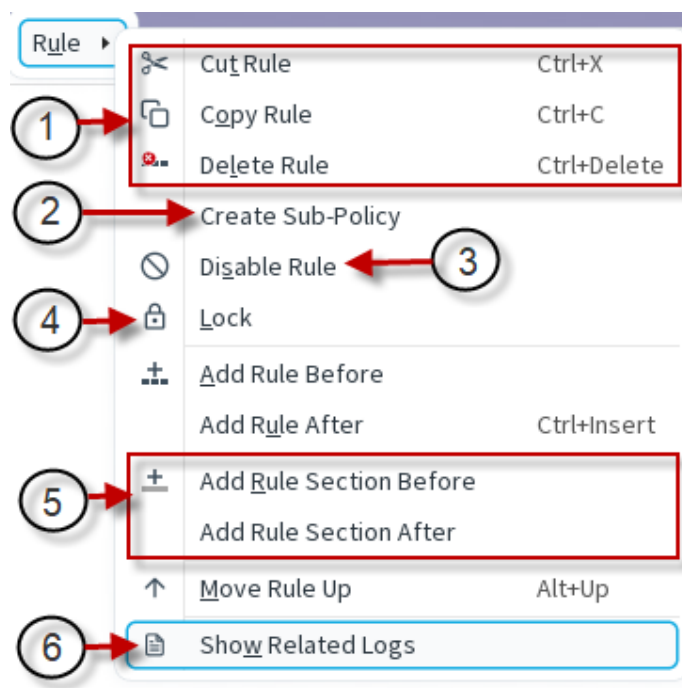 Rule
Cut Rule Ctrl+X
1 Copy Rule Ctrl+C
Delete Rule Ctrl+Delete
2 Create Sub-Policy
Disable Rule 3
4 Lock
Add Rule Before
Add Rule After Ctrl+Insert
5 Add Rule Section Before
Add Rule Section After
Move Rule Up Alt+Up
6 Show Related Logs